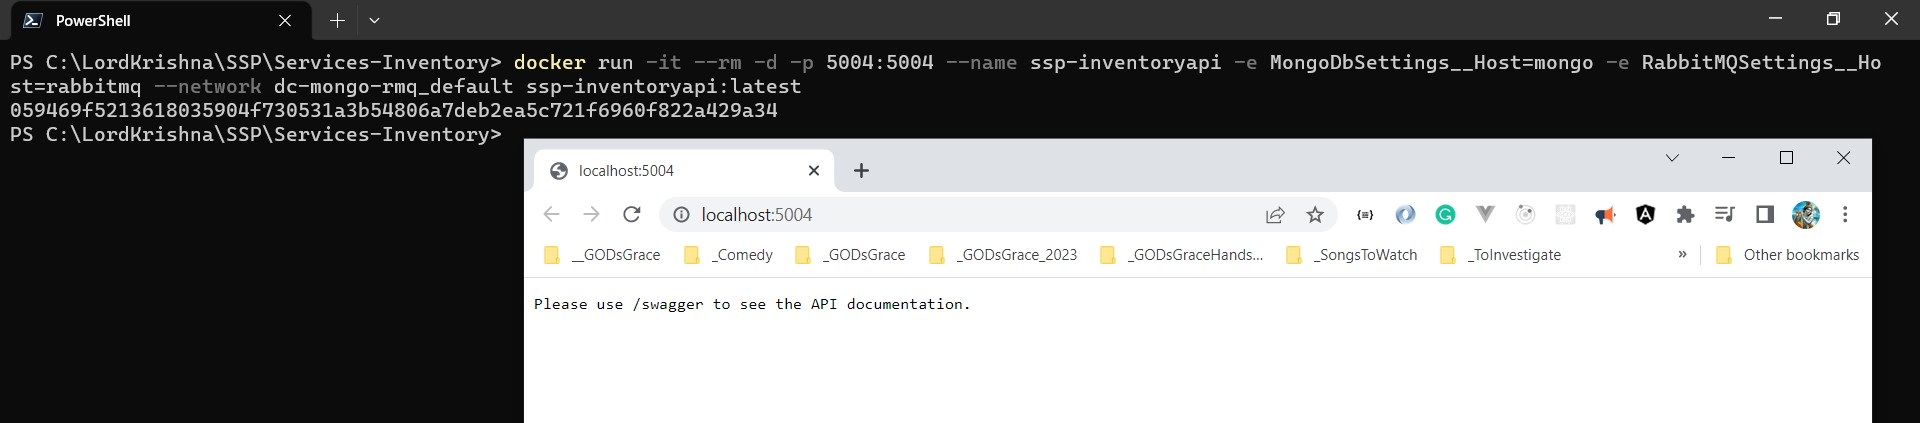 PowerShell
PS C:\LordKrishna\SSP\Services-Inventory> docker run -it --rm -d -p 5004:5004 --name ssp-inventoryapi -e MongoDbSettings__Host=mongo -e RabbitMQSettings__Ho
st=rabbitmq --network dc-mongo-rmq_default ssp-inventoryapi:latest
059469f5213618035904f730531a3b54806a7deb2ea5c721f6960f822a429a34
PS C:\LordKrishna\SSP\Services-Inventory>
localhost:5004
localhost:5004
__GODsGrace _Comedy _GODsGrace _GODsGrace_2023 _GODsGraceHands... _SongsToWatch _ToInvestigate » Other bookmarks
Please use /swagger to see the API documentation.